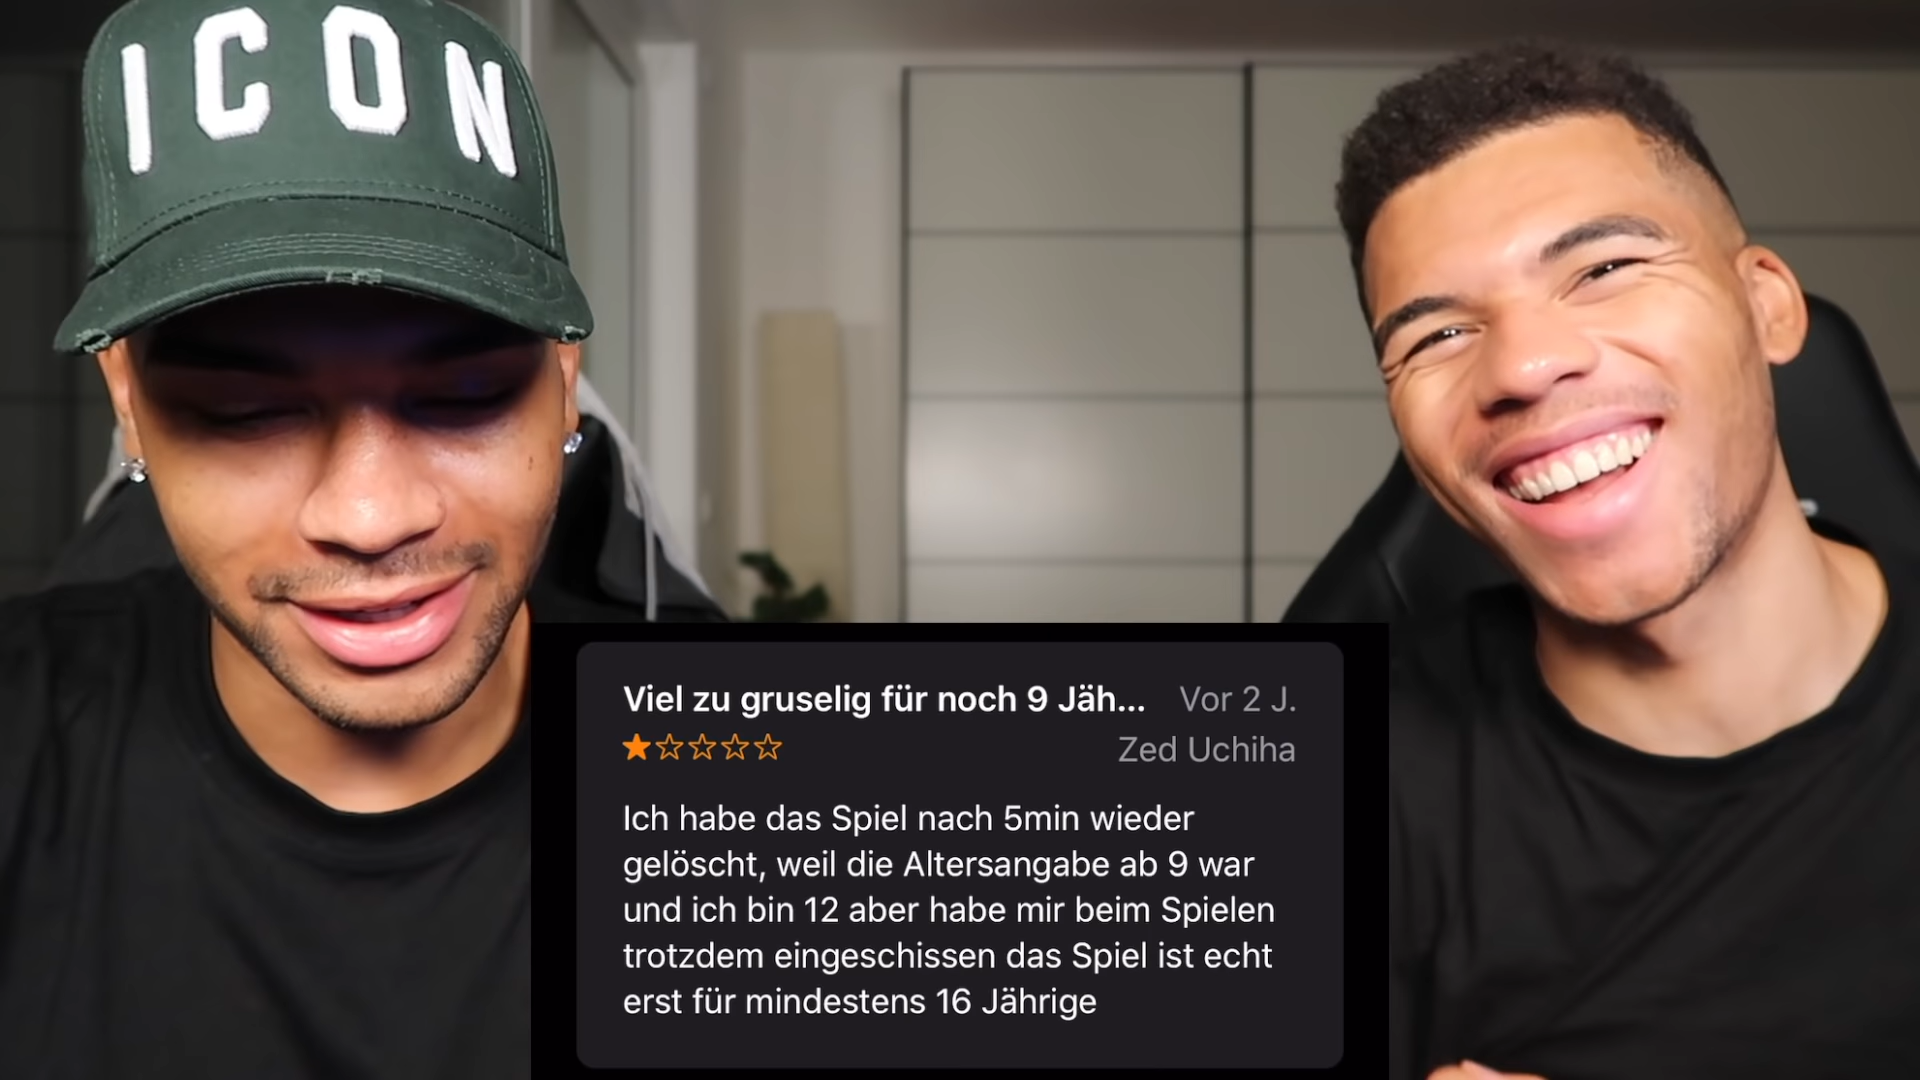 ICON
Viel zu gruselig für noch 9 Jäh... Vor 2 J.
Zed Uchiha
Ich habe das Spiel nach 5min wieder
gelöscht, weil die Altersangabe ab 9 war
und ich bin 12 aber habe mir beim Spielen
trotzdem eingeschissen das Spiel ist echt
erst für mindestens 16 Jährige